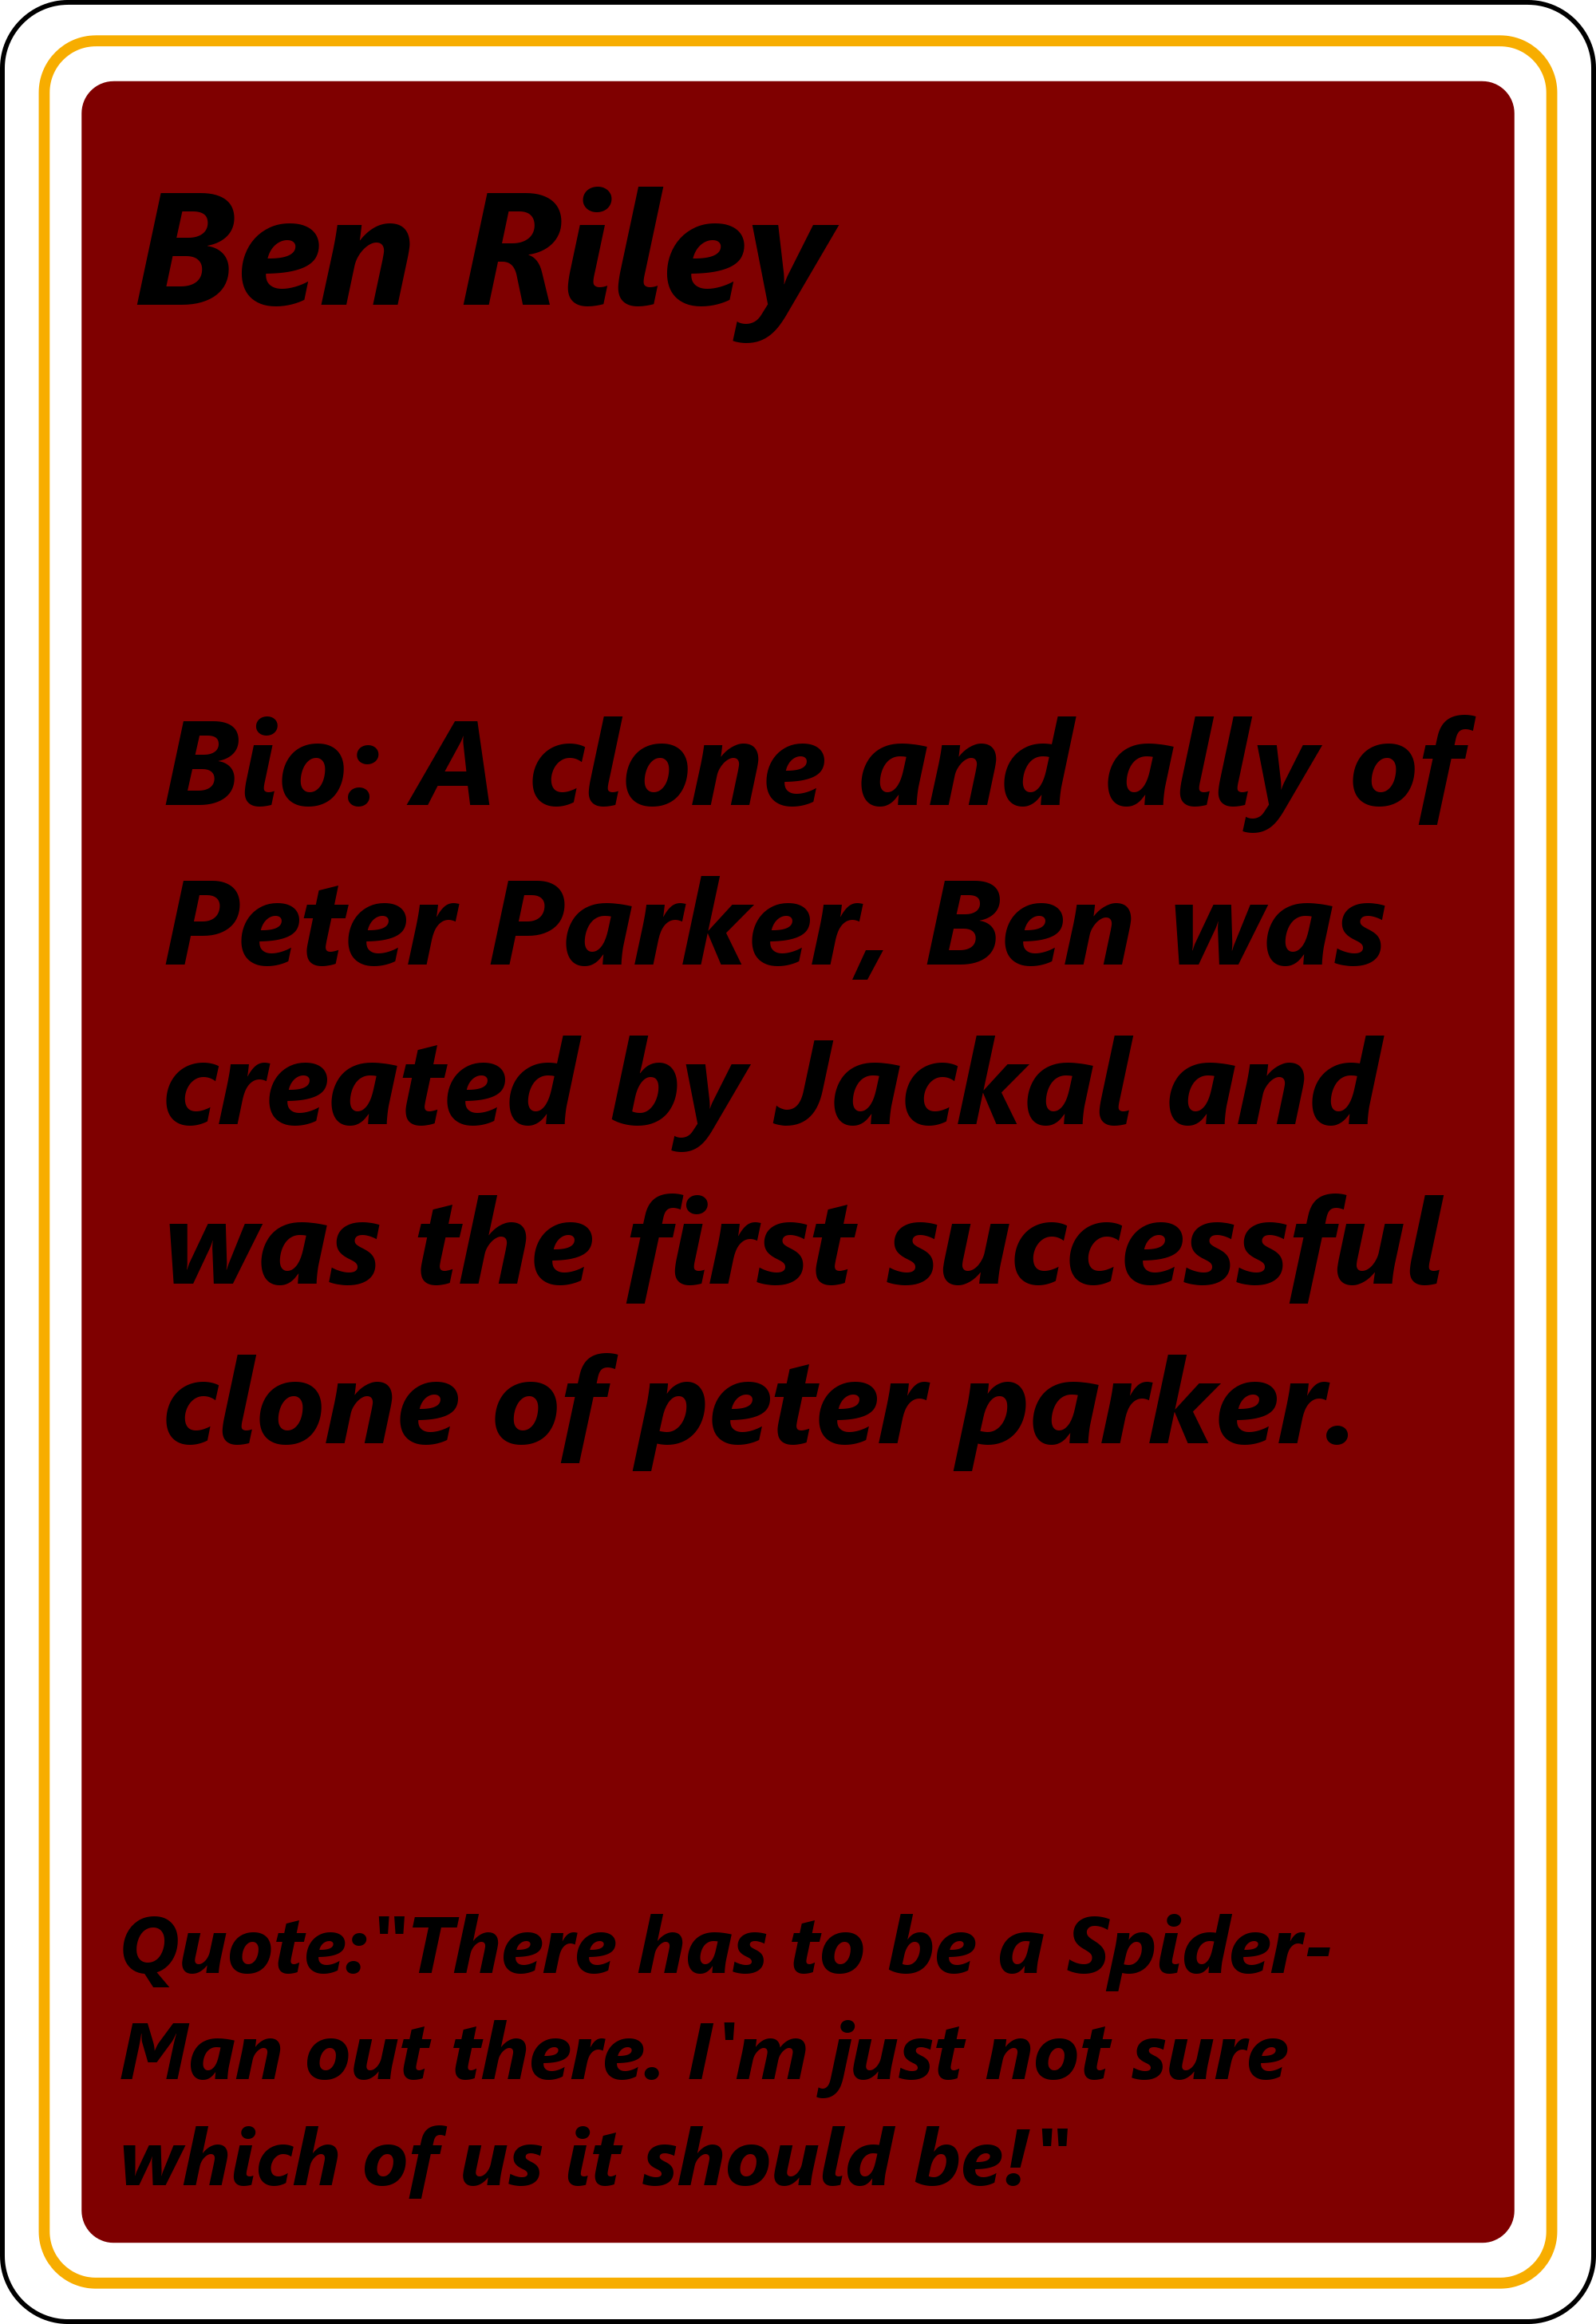 Ben Riley
Bio: A clone and ally of
Peter Parker, Ben was
created by Jackal and
was the first successful
clone of peter parker.
Quote:"There has to be a Spider-
Man out there. I'm just not sure
which of us it should be!"